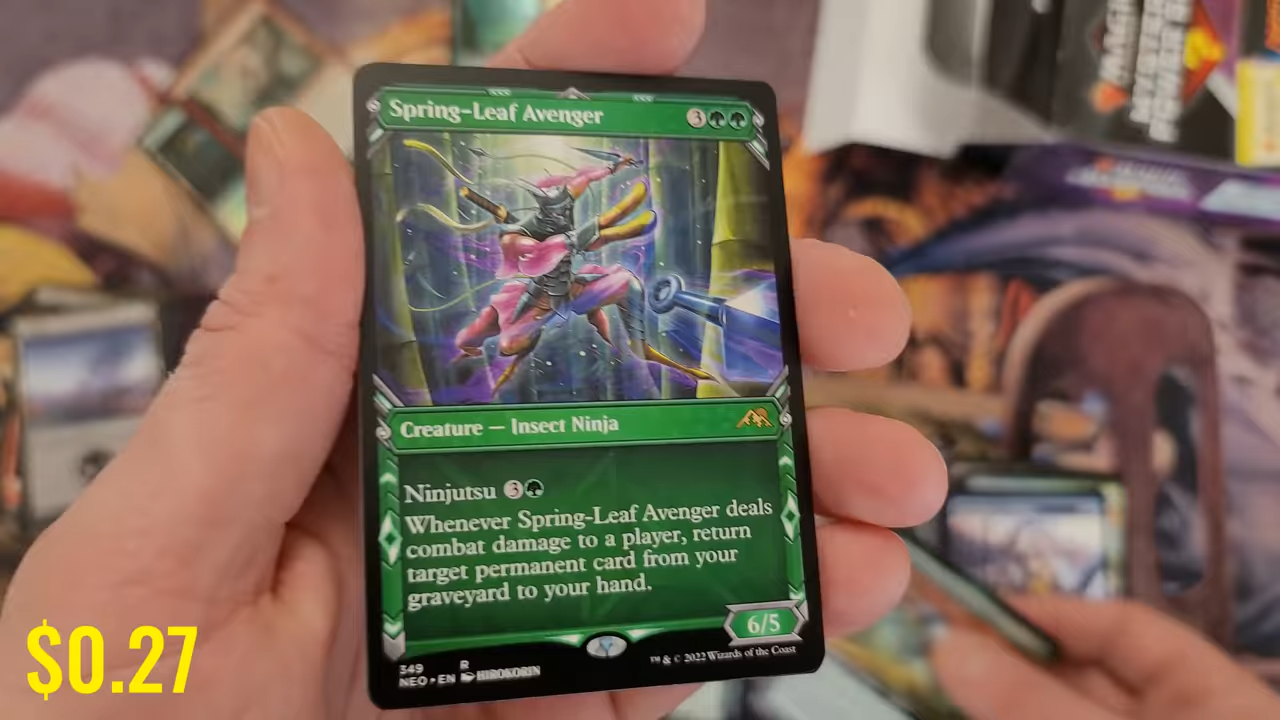 Spring-Leaf Avenger 3
Creature — Insect Ninja
Ninjutsu 3
Whenever Spring-Leaf Avenger deals
combat damage to a player, return
target permanent card from your
graveyard to your hand.
6/5
349 R
NEO • EN HIROKORIN
™ & © 2022 Wizards of the Coast
$0.27
MAGIC